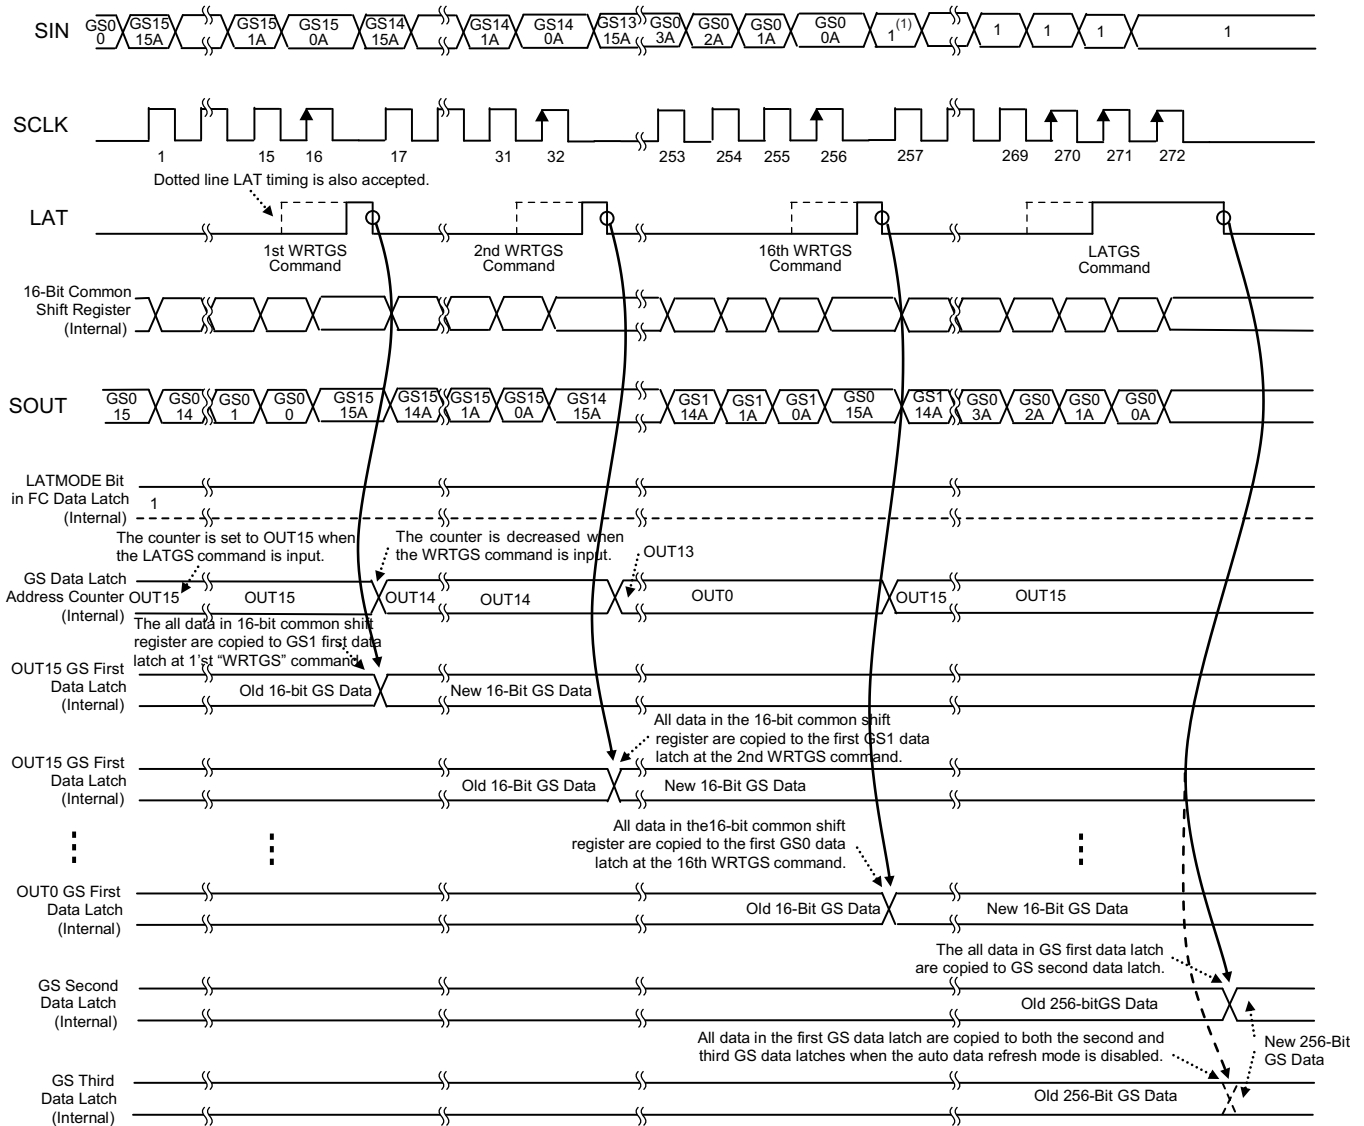 SIN
GS0 0
GS15 15A
GS15 1A
GS15 0A
GS14 15A
GS14 1A
GS14 0A
GS13 15A
GS0 3A
GS0 2A
GS0 1A
GS0 0A
1(1)
1
1
1
1
SCLK
1
15
16
17
31
32
253
254
255
256
257
269
270
271
272
Dotted line LAT timing is also accepted.
LAT
1st WRTGS
Command
2nd WRTGS
Command
16th WRTGS
Command
LATGS
Command
16-Bit Common
Shift Register
(Internal)
SOUT
GS0 15
GS0 14
GS0 1
GS0 0
GS15 15A
GS15 14A
GS15 1A
GS15 0A
GS14 15A
GS1 14A
GS1 1A
GS1 0A
GS0 15A
GS1 14A
GS0 3A
GS0 2A
GS0 1A
GS0 0A
LATMODE Bit
in FC Data Latch
(Internal)
1
The counter is set to OUT15 when
the LATGS command is input.
The counter is decreased when
the WRTGS command is input.
OUT13
GS Data Latch
Address Counter
(Internal)
OUT15
OUT15
OUT14
OUT14
OUT0
OUT15
OUT15
The all data in 16-bit common shift
register are copied to GS1 first data
latch at 1'st "WRTGS" command.
OUT15 GS First
Data Latch
(Internal)
Old 16-bit GS Data
New 16-Bit GS Data
All data in the 16-bit common shift
register are copied to the first GS1 data
latch at the 2nd WRTGS command.
OUT15 GS First
Data Latch
(Internal)
Old 16-Bit GS Data
New 16-Bit GS Data
All data in the16-bit common shift
register are copied to the first GS0 data
latch at the 16th WRTGS command.
OUT0 GS First
Data Latch
(Internal)
Old 16-Bit GS Data
New 16-Bit GS Data
The all data in GS first data latch
are copied to GS second data latch.
GS Second
Data Latch
(Internal)
Old 256-bitGS Data
All data in the first GS data latch are copied to both the second and
third GS data latches when the auto data refresh mode is disabled.
New 256-Bit
GS Data
GS Third
Data Latch
(Internal)
Old 256-Bit GS Data